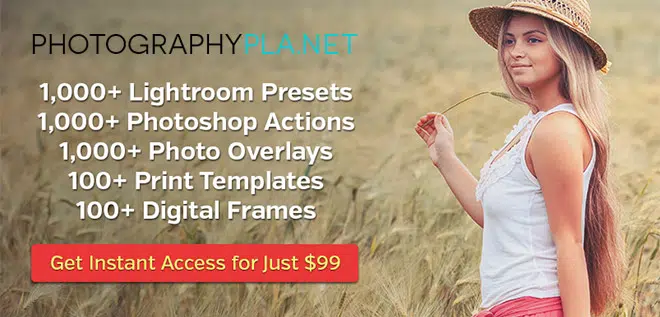 PHOTOGRAPHYPLA.NET
1,000+ Lightroom Presets
1,000+ Photoshop Actions
1,000+ Photo Overlays
100+ Print Templates
100+ Digital Frames
Get Instant Access for Just $99